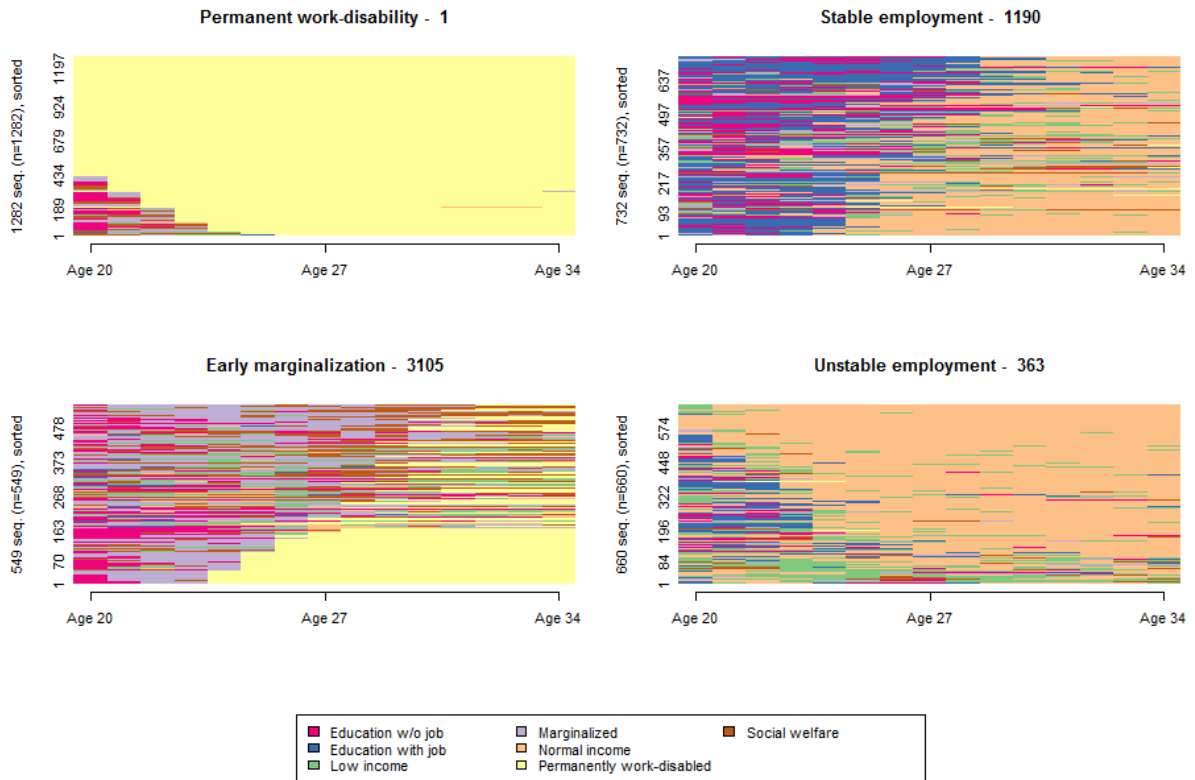 Permanent work-disability - 1
1282 seq. (n=1282), sorted
1 189 434 679 924 1197
Age 20 Age 27 Age 34
Stable employment - 1190
732 seq. (n=732), sorted
1 93 217 357 497 637
Age 20 Age 27 Age 34
Early marginalization - 3105
549 seq. (n=549), sorted
1 70 163 268 373 478
Age 20 Age 27 Age 34
Unstable employment - 363
660 seq. (n=660), sorted
1 84 196 322 448 574
Age 20 Age 27 Age 34
Education w/o job
Education with job
Low income
Marginalized
Normal income
Permanently work-disabled
Social welfare